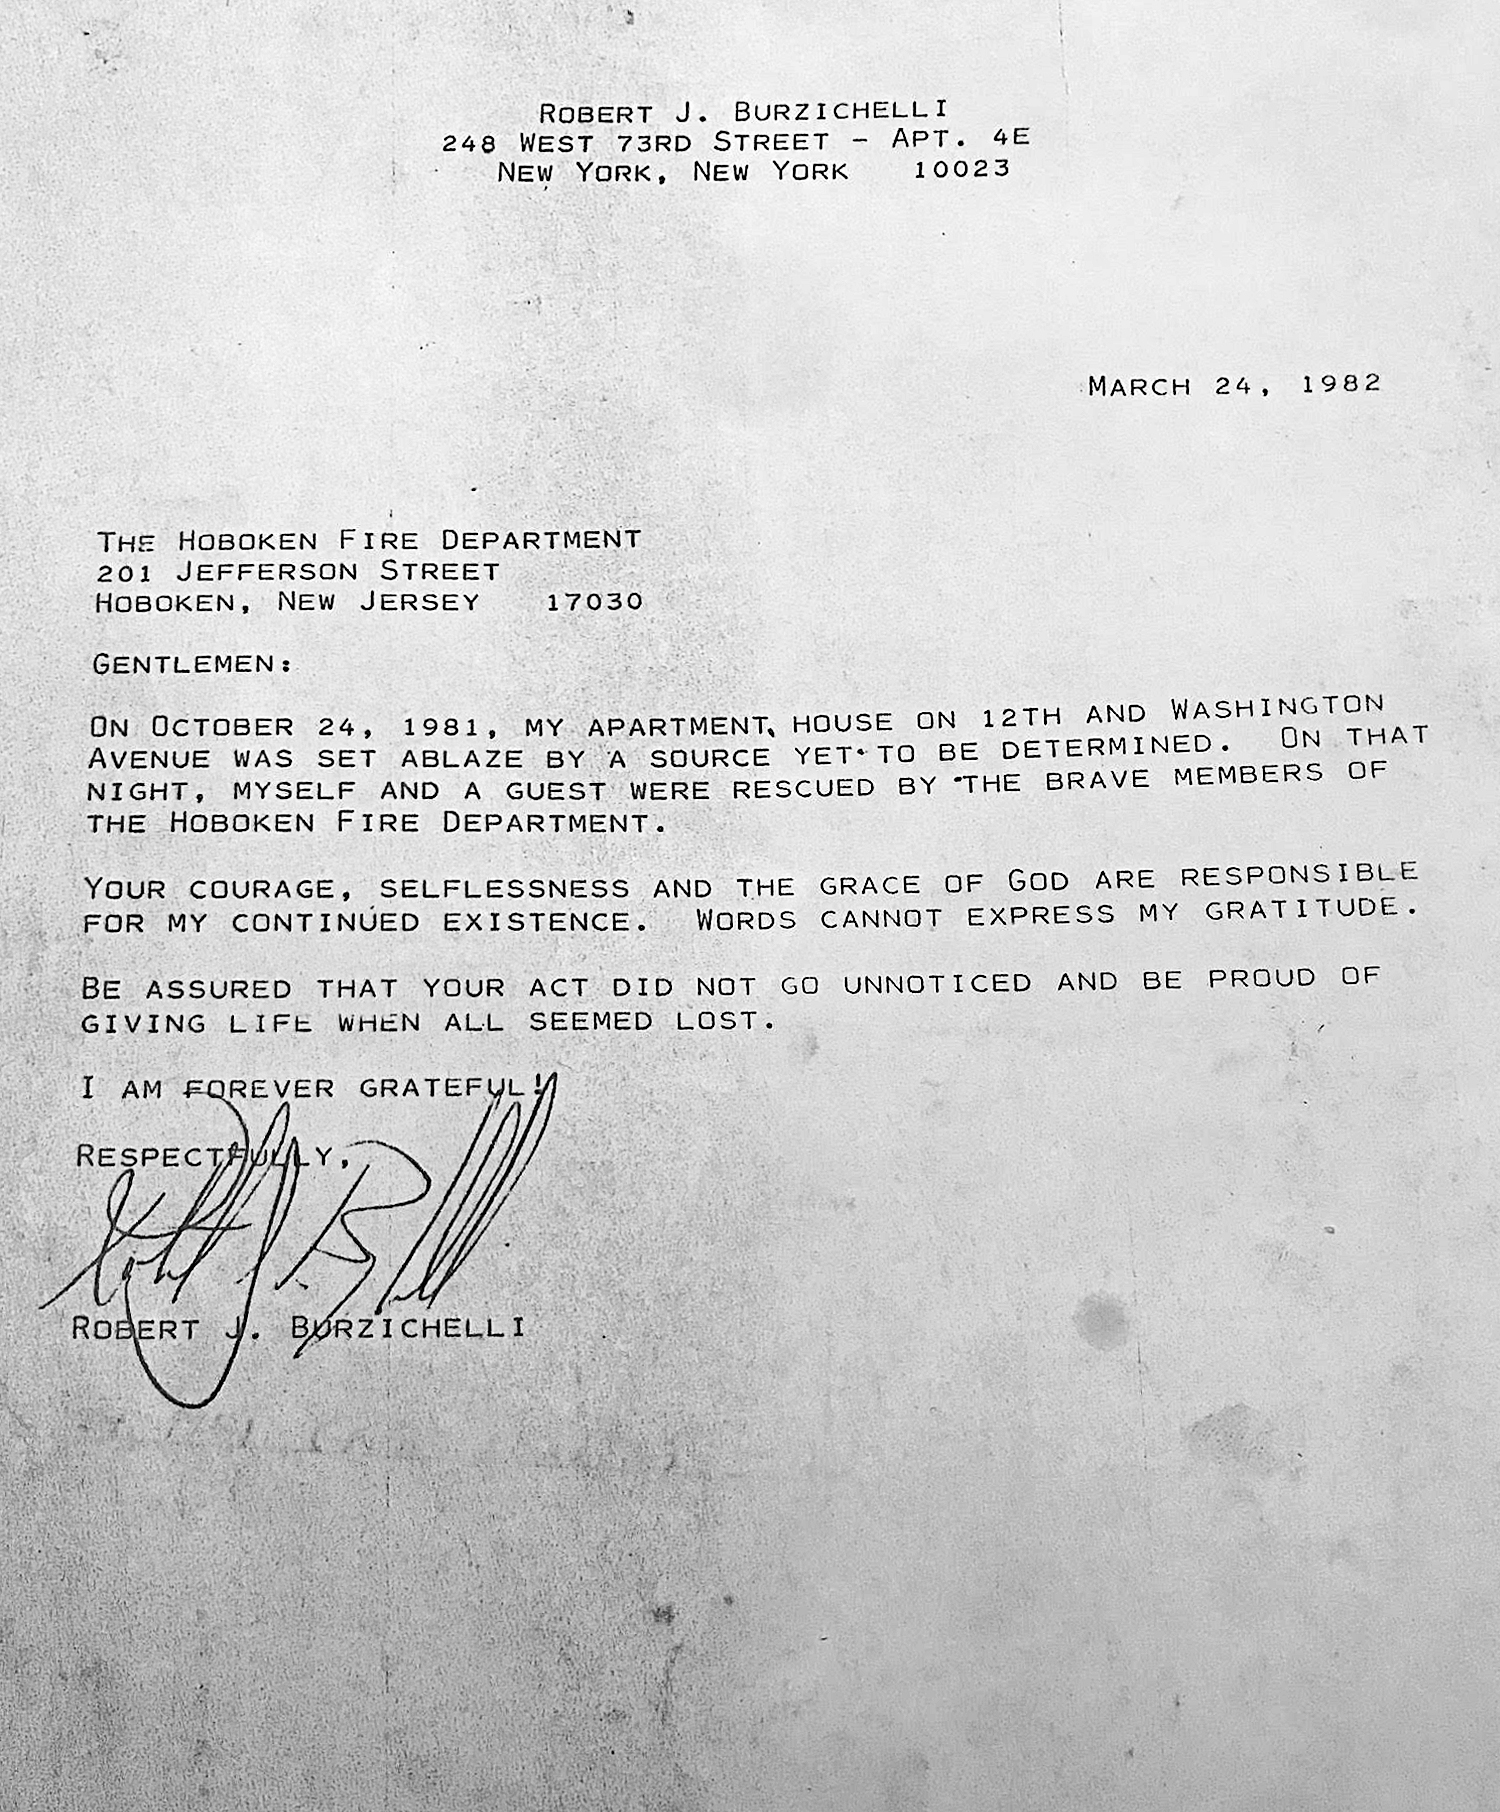 Robert J. Burzichelli
248 West 73rd Street - Apt. 4E
New York, New York 10023
March 24, 1982
The Hoboken Fire Department
201 Jefferson Street
Hoboken, New Jersey 17030
Gentlemen:
On October 24, 1981, my apartment, house on 12th and Washington
Avenue was set ablaze by a source yet to be determined. On that
night, myself and a guest were rescued by the brave members of
the Hoboken Fire Department.
Your courage, selflessness and the grace of God are responsible
for my continued existence. Words cannot express my gratitude.
Be assured that your act did not go unnoticed and be proud of
giving life when all seemed lost.
I am forever grateful!
Respectfully,
Robert J. Burzichelli